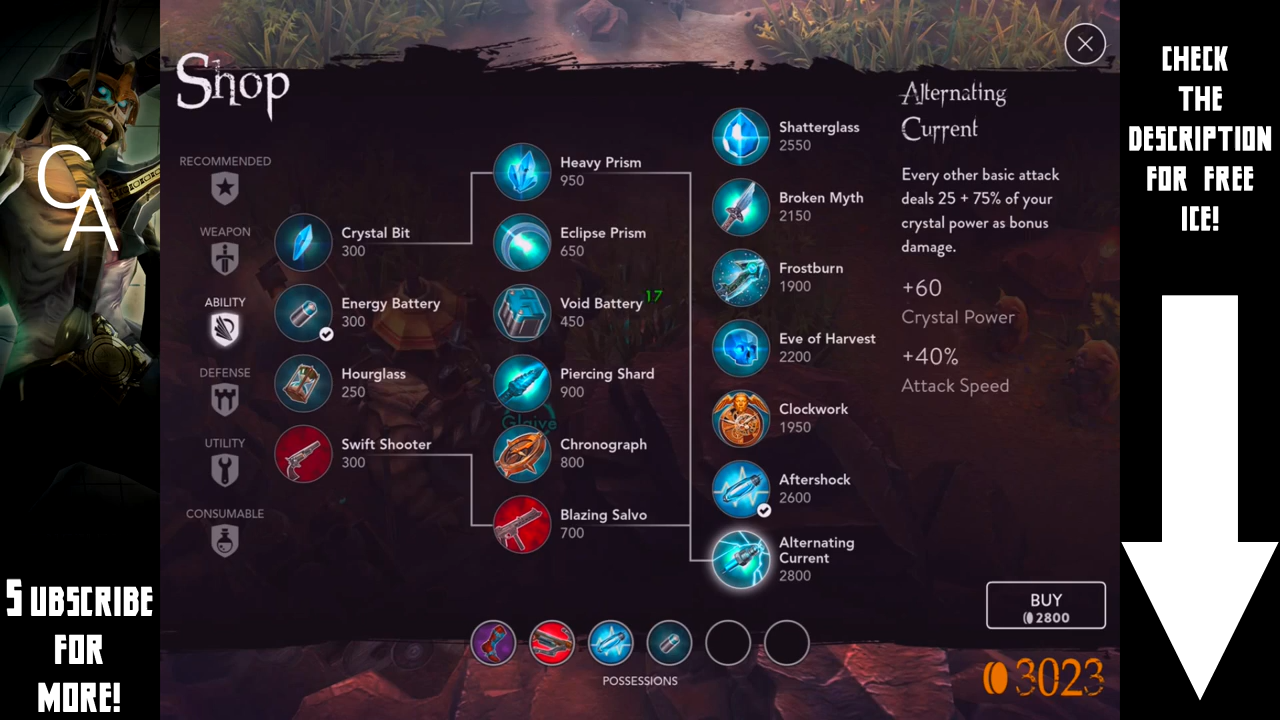 C
A
SUBSCRIBE
FOR
MORE!
Shop
RECOMMENDED
WEAPON
ABILITY
DEFENSE
UTILITY
CONSUMABLE
Crystal Bit
300
Energy Battery
300
Hourglass
250
Swift Shooter
300
Heavy Prism
950
Eclipse Prism
650
Void Battery
450
17
Piercing Shard
900
Glaive
Chronograph
800
Blazing Salvo
700
Shatterglass
2550
Broken Myth
2150
Frostburn
1900
Eve of Harvest
2200
Clockwork
1950
Aftershock
2600
Alternating
Current
2800
Alternating
Current
Every other basic attack
deals 25 + 75% of your
crystal power as bonus
damage.
+60
Crystal Power
+40%
Attack Speed
BUY
2800
3023
POSSESSIONS
CHECK
THE
DESCRIPTION
FOR FREE
ICE!